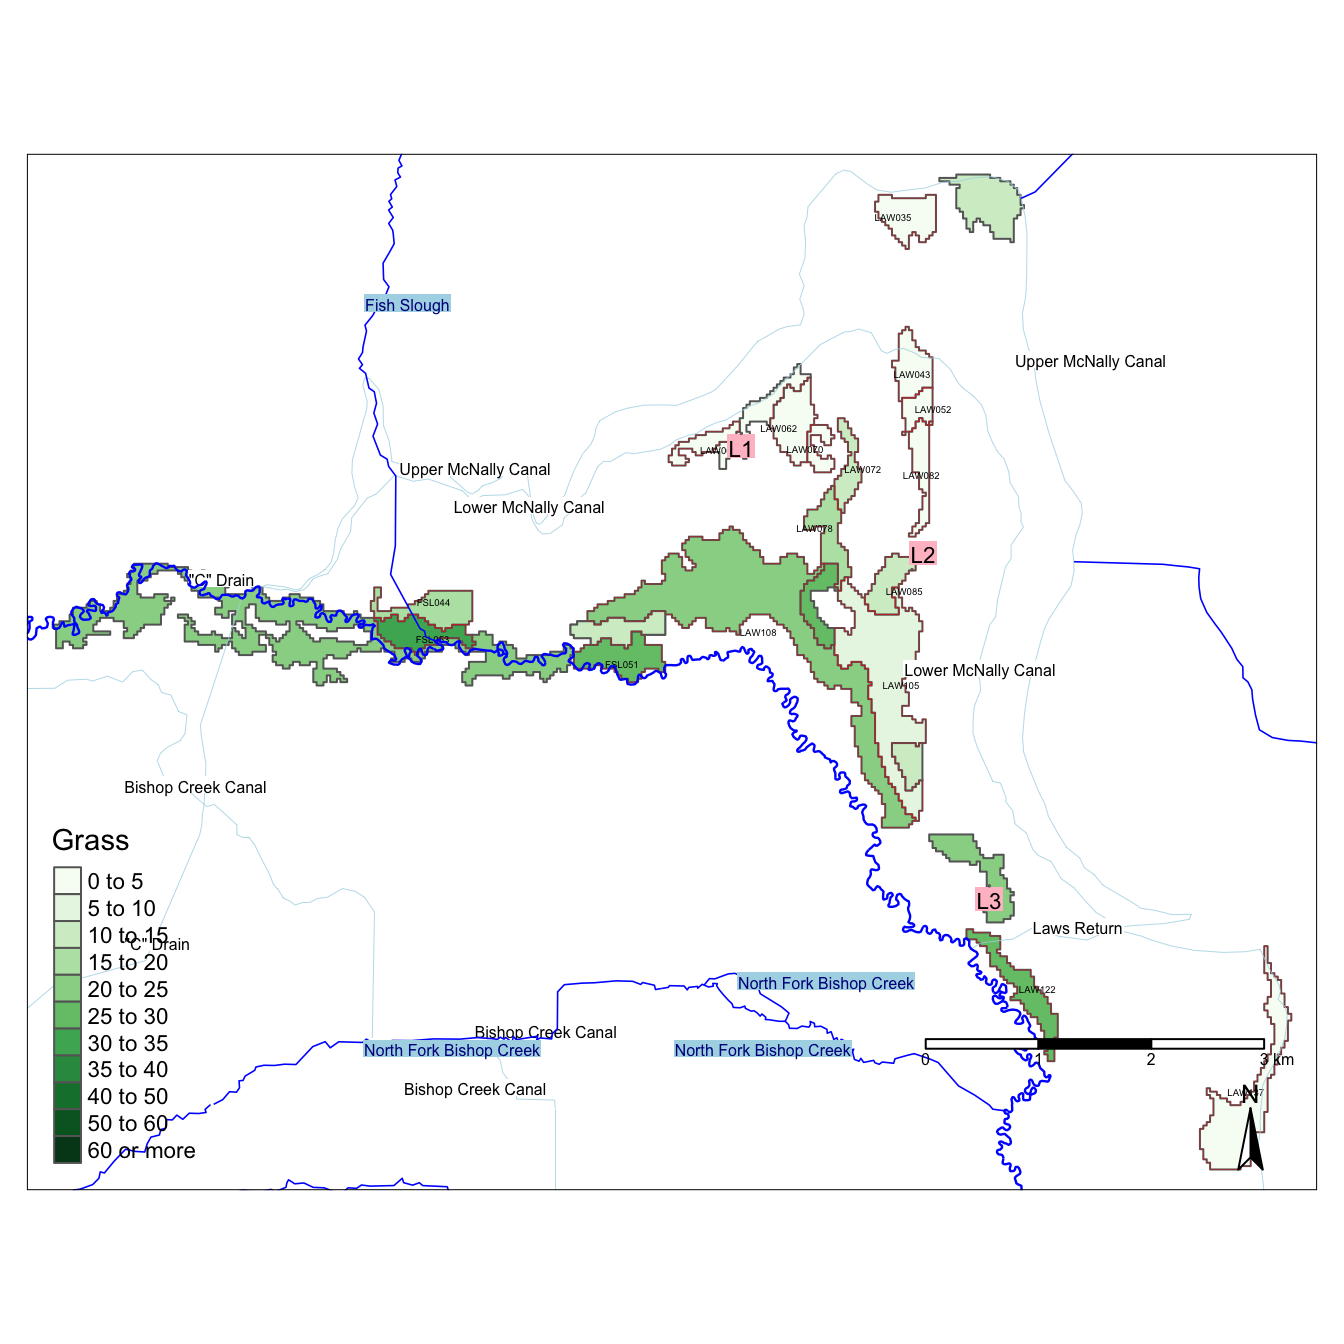 LAW035
Fish Slough
Upper McNally Canal
LAW043
LAW052
LAW062
L1
LAW070
Upper McNally Canal
LAW072
LAW082
Lower McNally Canal
LAW078
L2
"C" Drain
LAW085
FSL044
LAW108
FSL051
Lower McNally Canal
LAW105
Bishop Creek Canal
Grass
0 to 5
5 to 10
10 to 15
15 to 20
20 to 25
25 to 30
30 to 35
35 to 40
40 to 50
50 to 60
60 or more
L3
Laws Return
"C" Drain
North Fork Bishop Creek
LAW122
Bishop Creek Canal
North Fork Bishop Creek
North Fork Bishop Creek
0 1 2 3 km
Bishop Creek Canal
N